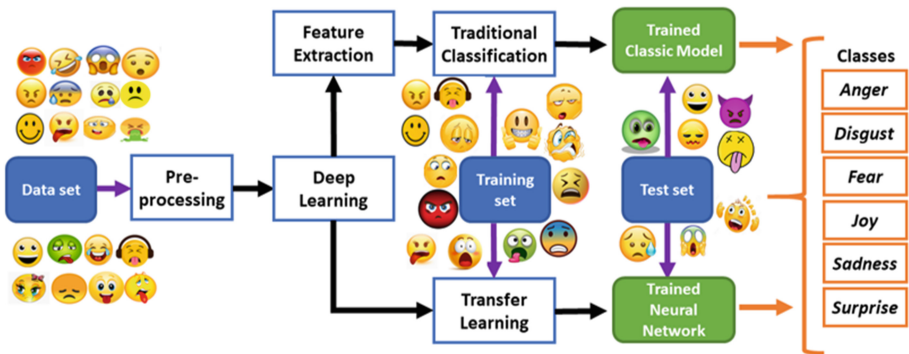 Feature
Extraction
Traditional
Classification
Trained
Classic Model
Classes
Anger
Disgust
Fear
Joy
Sadness
Surprise
Data set
Pre-
processing
Deep
Learning
Training
set
Test set
Transfer
Learning
Trained
Neural
Network